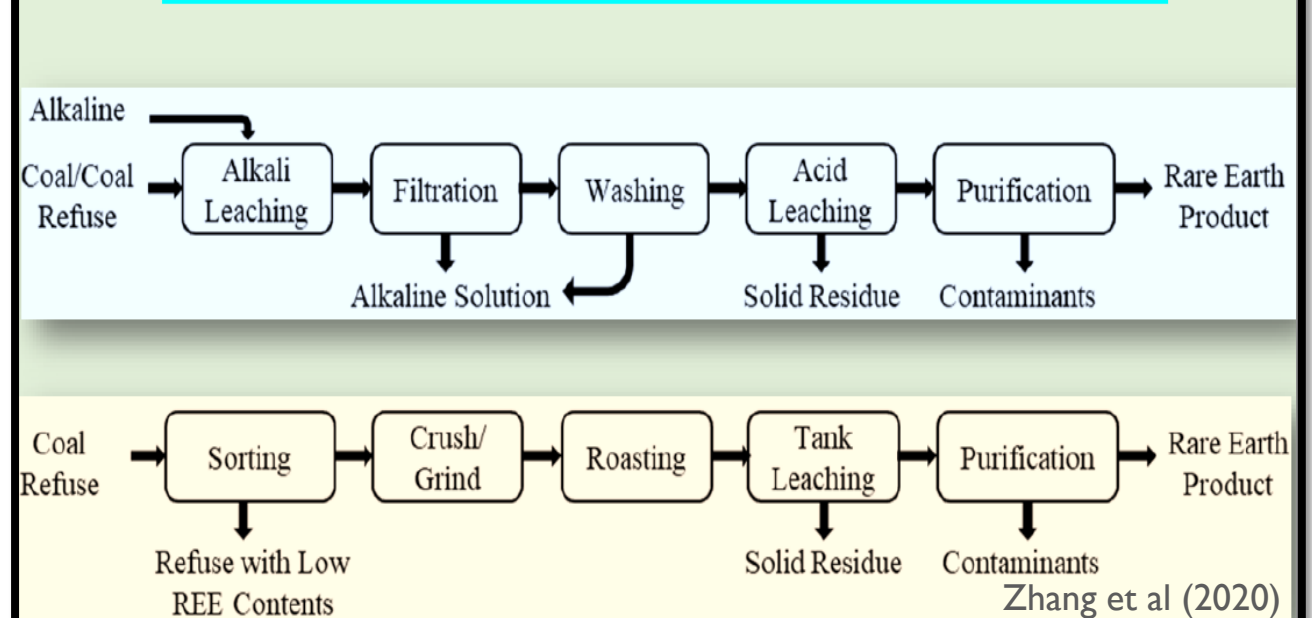 Alkaline
Coal/Coal
Refuse
Alkali
Leaching
Filtration
Washing
Acid
Leaching
Purification
Rare Earth
Product
Alkaline Solution
Solid Residue
Contaminants
Coal
Refuse
Sorting
Crush/
Grind
Roasting
Tank
Leaching
Purification
Rare Earth
Product
Refuse with Low
REE Contents
Solid Residue
Contaminants
Zhang et al (2020)